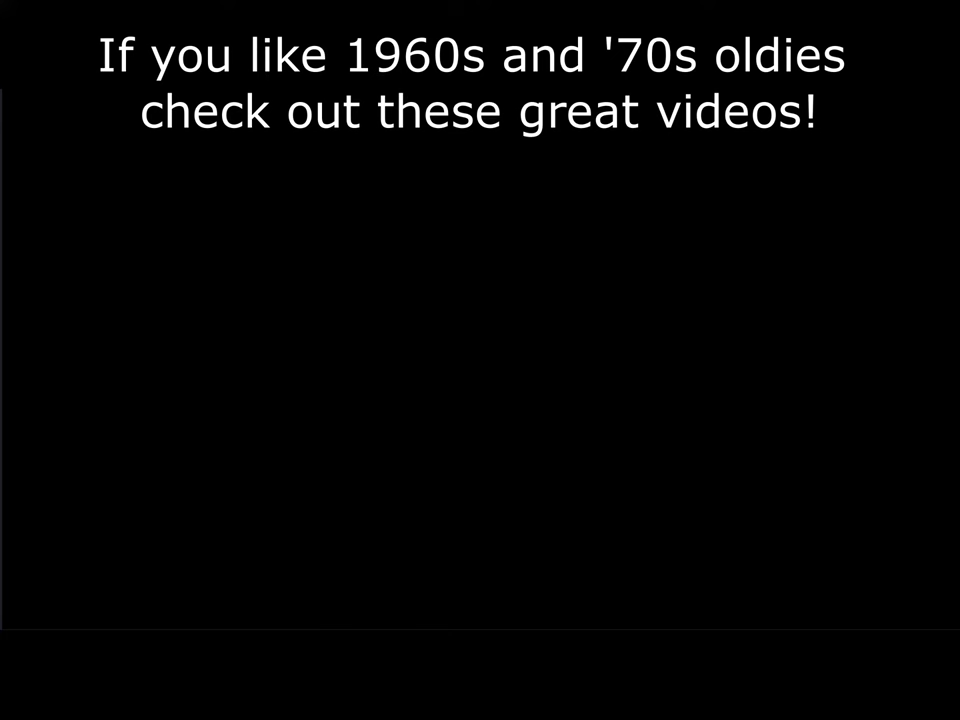 If you like 1960s and '70s oldies
check out these great videos!